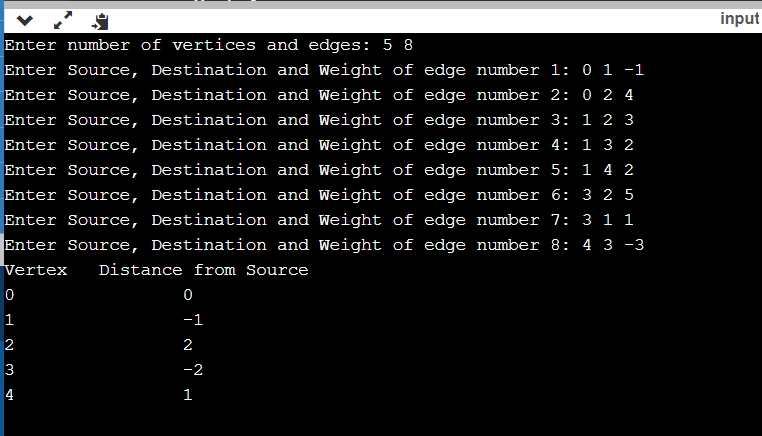 input
Enter number of vertices and edges: 5 8
Enter Source, Destination and Weight of edge number 1: 0 1 -1
Enter Source, Destination and Weight of edge number 2: 0 2 4
Enter Source, Destination and Weight of edge number 3: 1 2 3
Enter Source, Destination and Weight of edge number 4: 1 3 2
Enter Source, Destination and Weight of edge number 5: 1 4 2
Enter Source, Destination and Weight of edge number 6: 3 2 5
Enter Source, Destination and Weight of edge number 7: 3 1 1
Enter Source, Destination and Weight of edge number 8: 4 3 -3
Vertex   Distance from Source
0 0
1 -1
2 2
3 -2
4 1